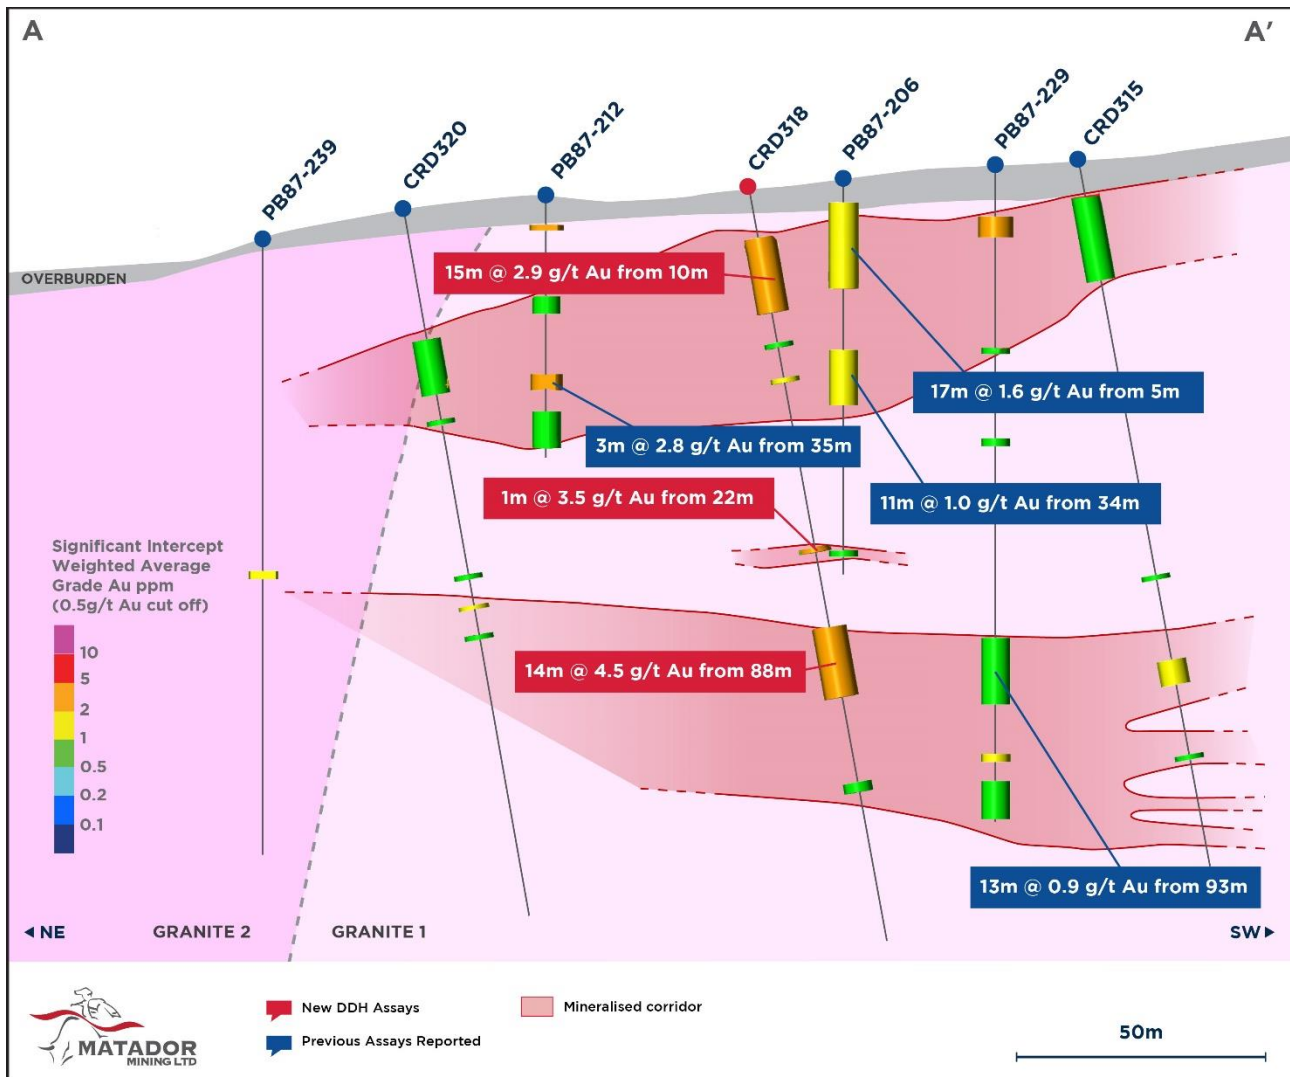 A
A'
PB87-239
CRD320
PB87-212
CRD318
PB87-206
PB87-229
CRD315
OVERBURDEN
15m @ 2.9 g/t Au from 10m
17m @ 1.6 g/t Au from 5m
3m @ 2.8 g/t Au from 35m
1m @ 3.5 g/t Au from 22m
11m @ 1.0 g/t Au from 34m
Significant Intercept
Weighted Average
Grade Au ppm
(0.5g/t Au cut off)
10
5
2
1
0.5
0.2
0.1
14m @ 4.5 g/t Au from 88m
13m @ 0.9 g/t Au from 93m
NE
GRANITE 2
GRANITE 1
SW
MATADOR
MINING LTD
New DDH Assays
Previous Assays Reported
Mineralised corridor
50m